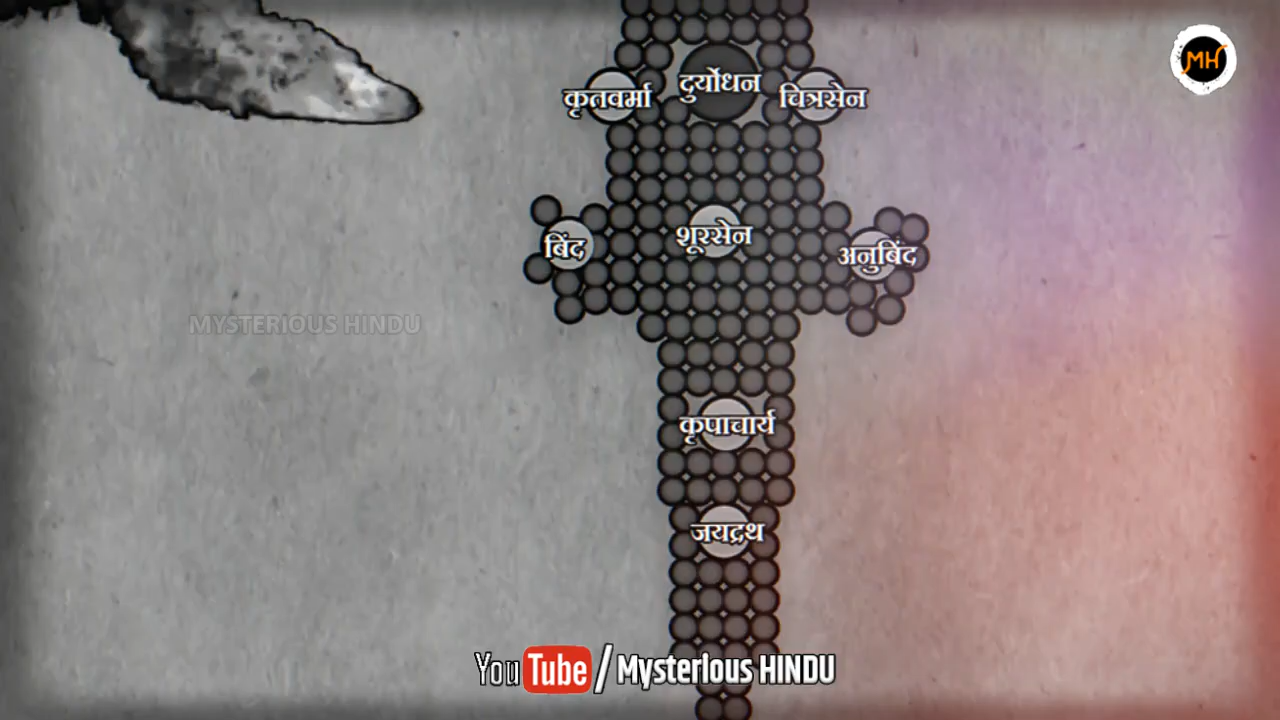 MH
कृतवर्मा दुर्योधन चित्रसेन
बिंद शूरसेन अनुबिंद
MYSTERIOUS HINDU
कृपाचार्य
जयद्रथ
YouTube/Mysterious HINDU